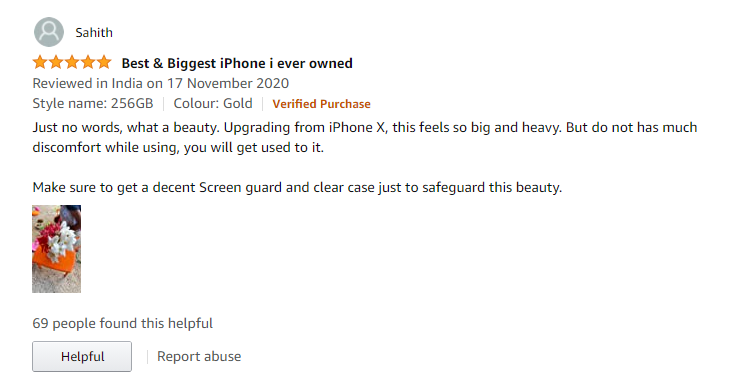 Sahith
Best & Biggest iPhone i ever owned
Reviewed in India on 17 November 2020
Style name: 256GB | Colour: Gold | Verified Purchase
Just no words, what a beauty. Upgrading from iPhone X, this feels so big and heavy. But do not has much
discomfort while using, you will get used to it.
Make sure to get a decent Screen guard and clear case just to safeguard this beauty.
69 people found this helpful
Helpful | Report abuse